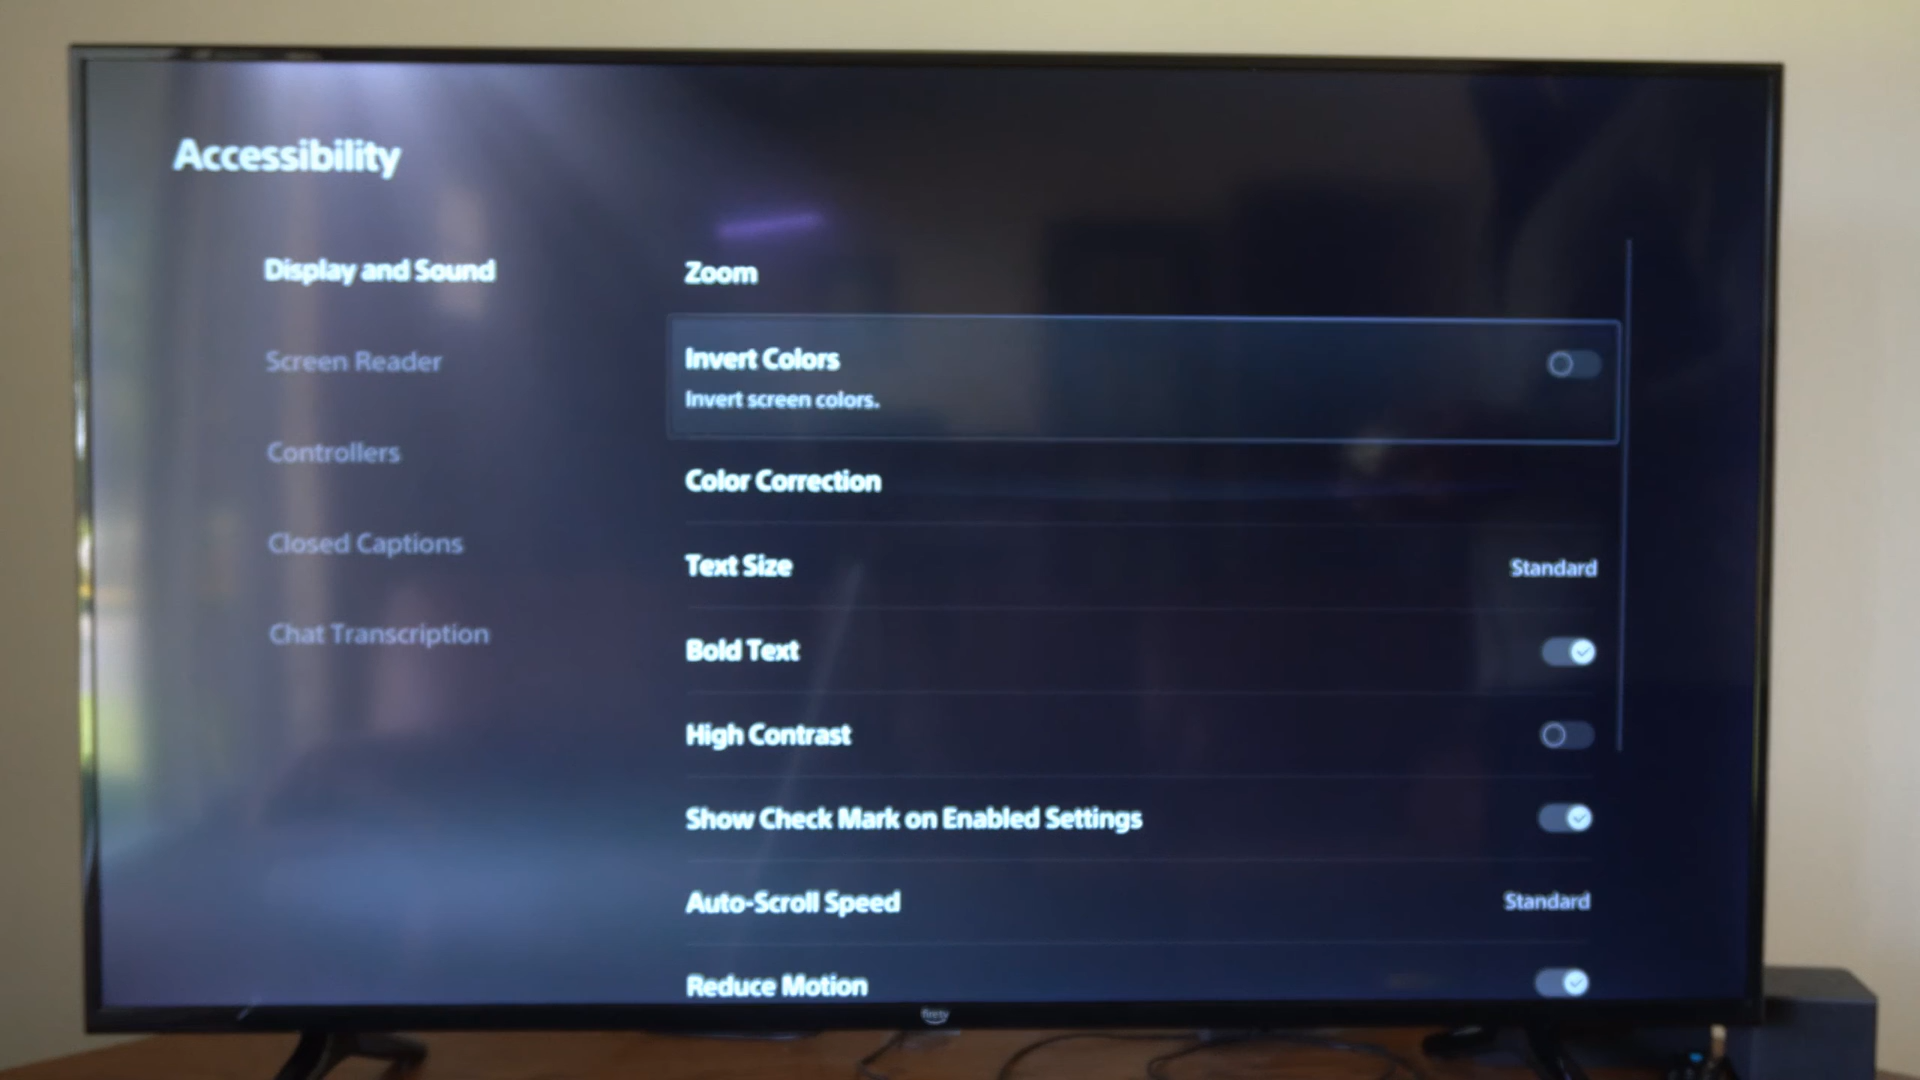 Accessibility
Display and Sound
Screen Reader
Controllers
Closed Captions
Chat Transcription
Zoom
Invert Colors
Invert screen colors.
Color Correction
Text Size Standard
Bold Text
High Contrast
Show Check Mark on Enabled Settings
Auto-Scroll Speed Standard
Reduce Motion
firetv